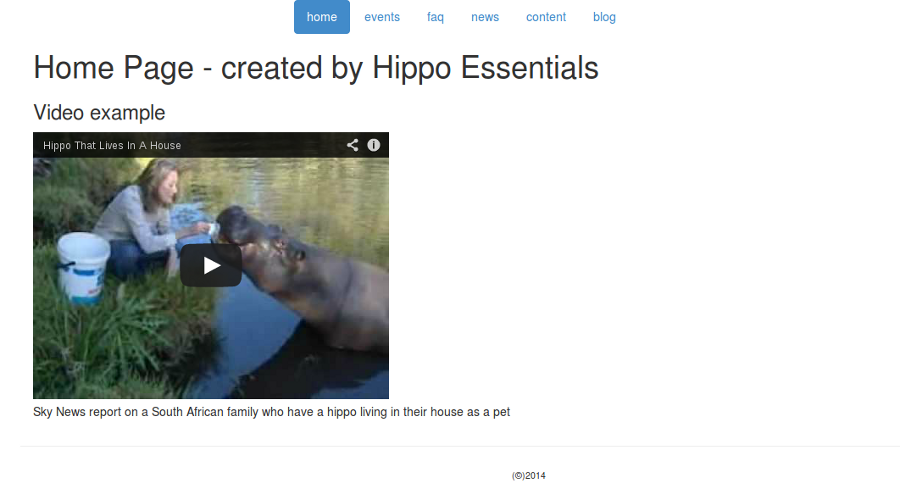 home events faq news content blog
Home Page - created by Hippo Essentials
Video example
Hippo That Lives In A House
Sky News report on a South African family who have a hippo living in their house as a pet
(©)2014